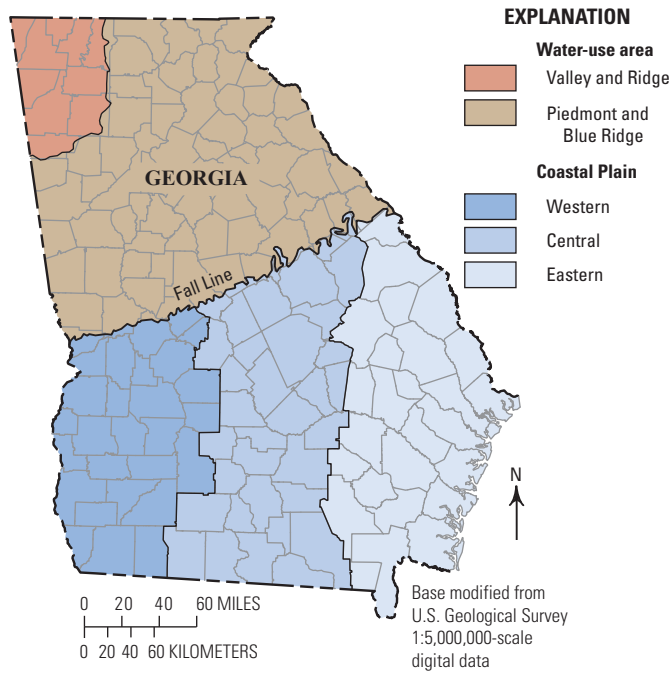 EXPLANATION
Water-use area
Valley and Ridge
Piedmont and
Blue Ridge
Coastal Plain
Western
Central
Eastern
GEORGIA
Fall Line
N
0 20 40 60 MILES
0 20 40 60 KILOMETERS
Base modified from
U.S. Geological Survey
1:5,000,000-scale
digital data